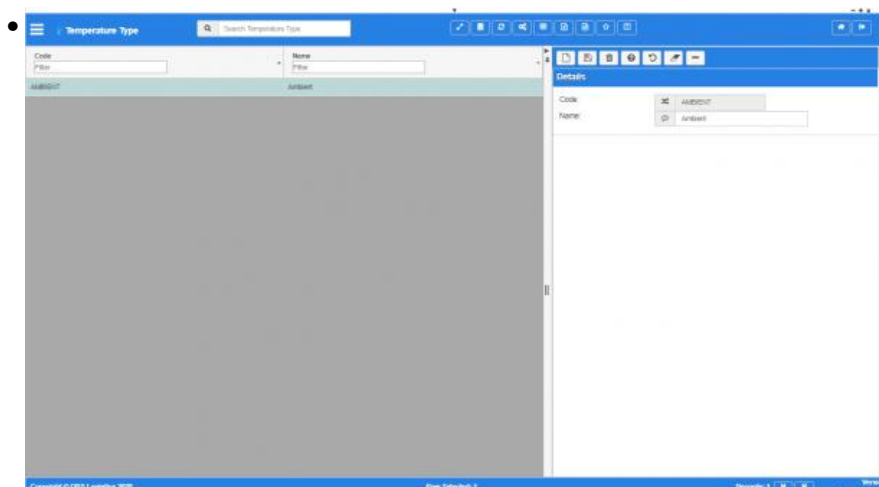 Temperature Type
Search Temperature Type
Code
Name
Filter
Filter
AMBIENT
Ambient
Details
Code:
AMBIENT
Name:
Ambient